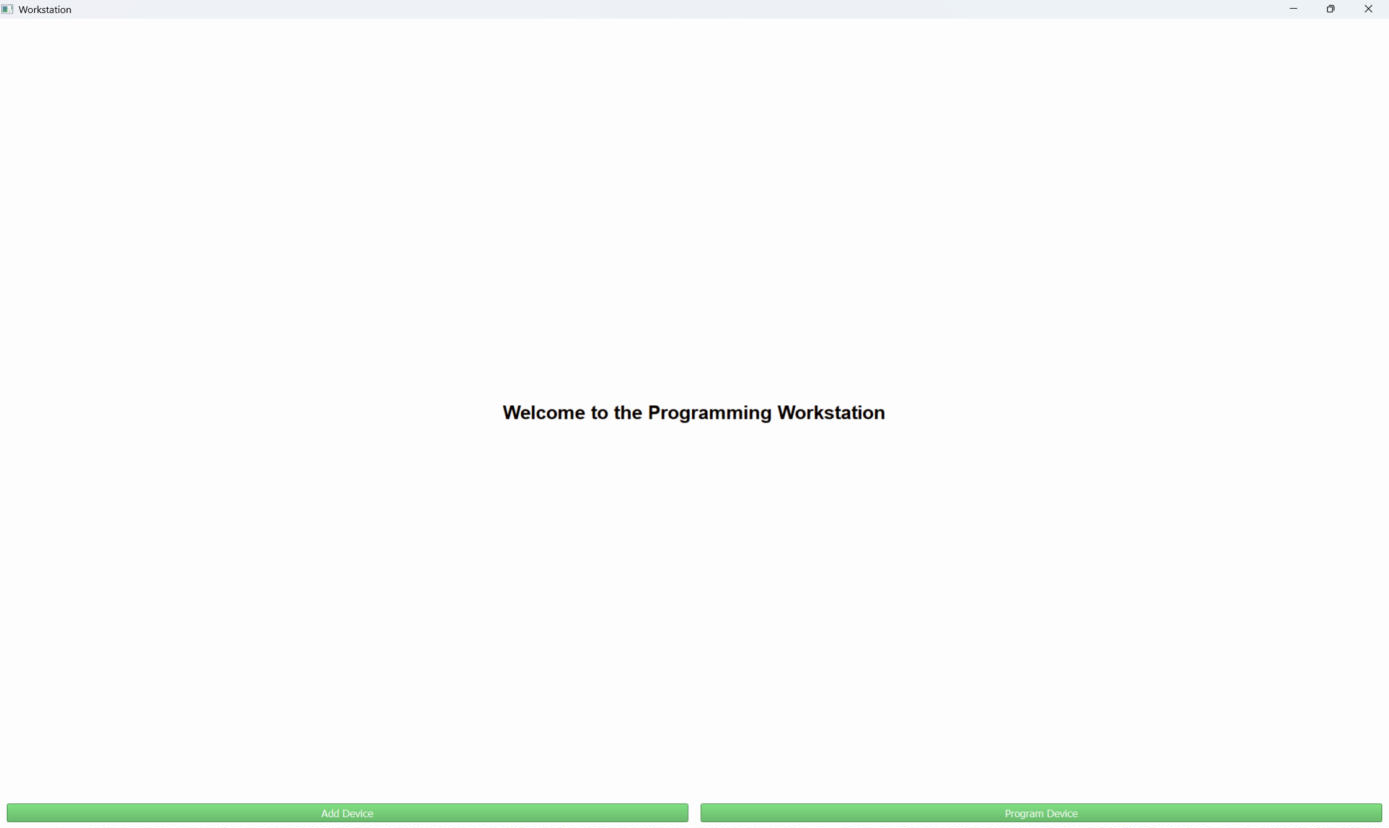 Workstation
Welcome to the Programming Workstation
Add Device
Program Device